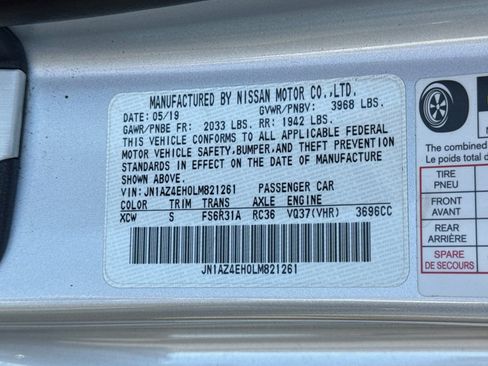 MANUFACTURED BY NISSAN MOTOR CO.,LTD.
DATE: 05/19 GVWR/PNBV: 3968 LBS.
GAWR/PNBE FR: 2033 LBS. RR: 1942 LBS.
THIS VEHICLE CONFORMS TO ALL APPLICABLE FEDERAL
MOTOR VEHICLE SAFETY,BUMPER,AND THEFT PREVENTION
STANDARDS IN EFFECT ON THE DATE OF MANUFACTURE
SHOWN ABOVE.
VIN: JN1AZ4EH0LM821261 PASSENGER CAR
COLOR TRIM TRANS AXLE ENGINE
XCW S FS6R31A RC36 VQ37(VHR) 3696CC
JN1AZ4EH0LM821261
The combined
Le poids com
TIRE
PNEU
FRONT
AVANT
REAR
ARRIÈRE
SPARE
DE SECOURS